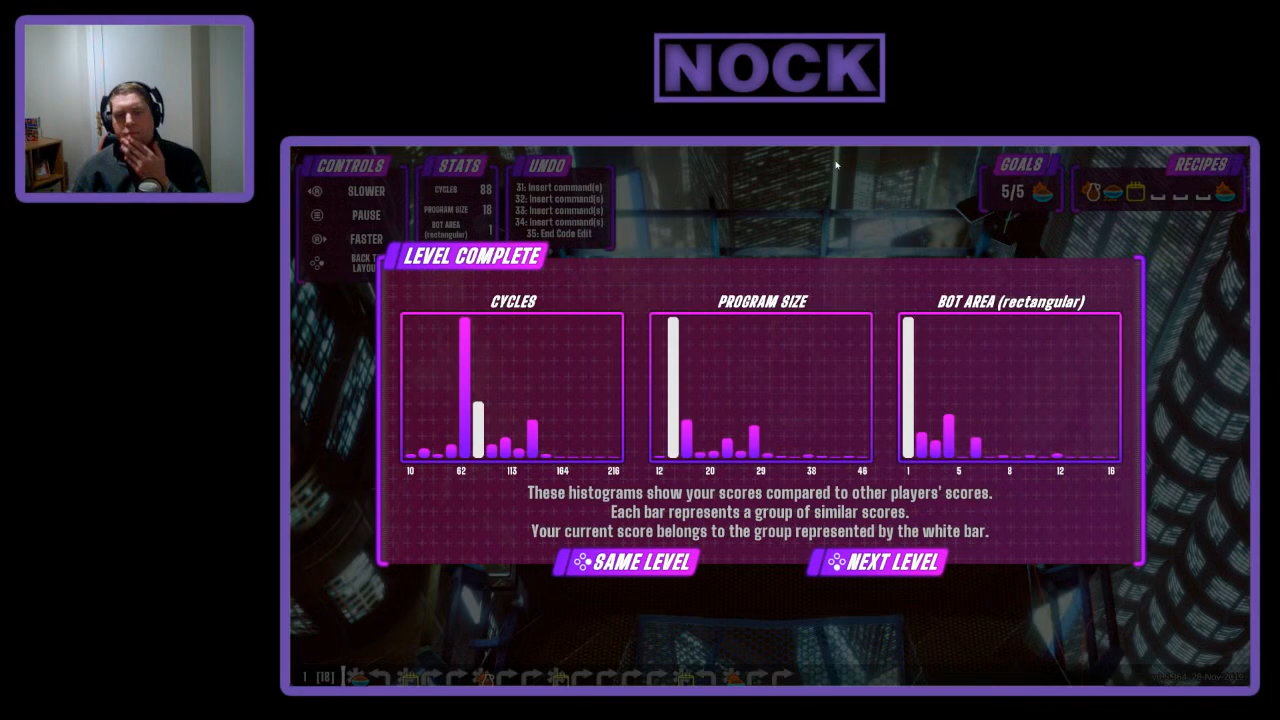 NOCK
CONTROLS
SLOWER
PAUSE
FASTER
BACK T
LAYOU
STATS
CYCLES 88
PROGRAM SIZE 18
BOT AREA
(rectangular) 1
UNDO
31: Insert command(s)
32: Insert command(s)
33: Insert command(s)
34: Insert command(s)
35: End Code Edit
GOALS
5/5
RECIPES
LEVEL COMPLETE
CYCLES
10 62 113 164 216
PROGRAM SIZE
12 20 29 38 46
BOT AREA (rectangular)
1 5 8 12 16
These histograms show your scores compared to other players' scores.
Each bar represents a group of similar scores.
Your current score belongs to the group represented by the white bar.
SAME LEVEL
NEXT LEVEL
1 [18]